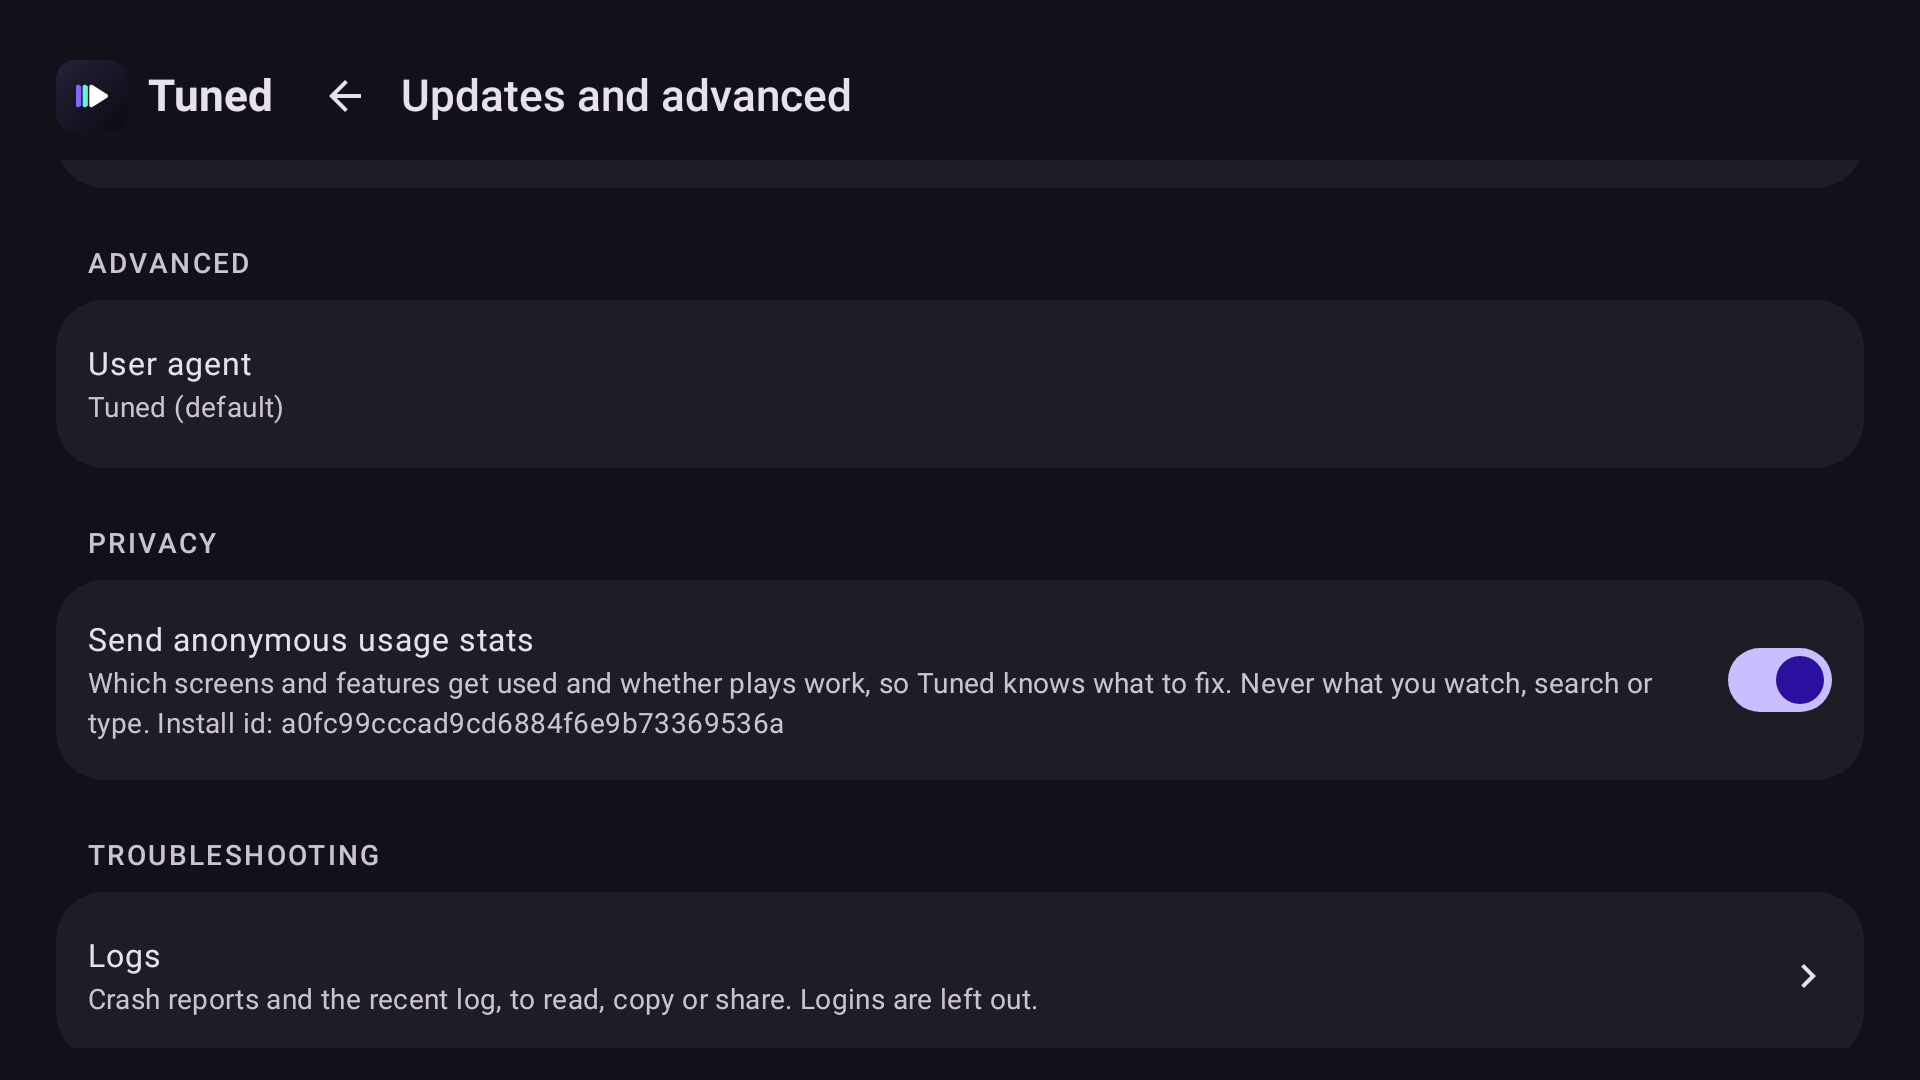 Tuned
Updates and advanced
ADVANCED
User agent
Tuned (default)
PRIVACY
Send anonymous usage stats
Which screens and features get used and whether plays work, so Tuned knows what to fix. Never what you watch, search or
type. Install id: a0fc99cccad9cd6884f6e9b73369536a
TROUBLESHOOTING
Logs
Crash reports and the recent log, to read, copy or share. Logins are left out.